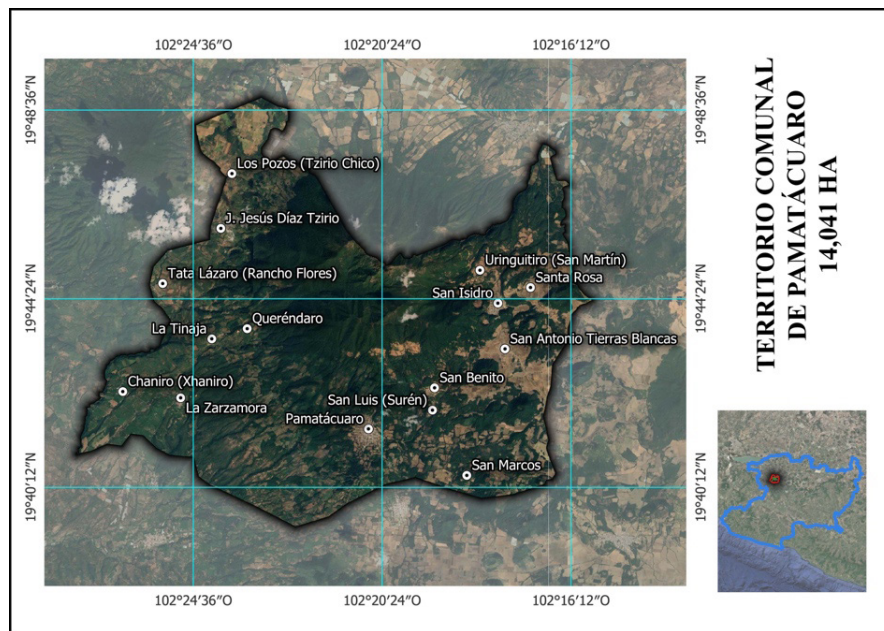 102°24′36″O 102°20′24″O 102°16′12″O
19°48′36″N 19°48′36″N
Los Pozos (Tzirio Chico)
J. Jesús Díaz Tzirio
Uringuitiro (San Martín)
Tata Lázaro (Rancho Flores)
Santa Rosa
19°44′24″N 19°44′24″N
San Isidro
Queréndaro
La Tinaja
San Antonio Tierras Blancas
Chaniro (Xhaniro)
San Benito
San Luis (Surén)
La Zarzamora
Pamatácuaro
San Marcos
19°40′12″N 19°40′12″N
102°24′36″O 102°20′24″O 102°16′12″O
TERRITORIO COMUNAL
DE PAMATÁCUARO
14,041 HA